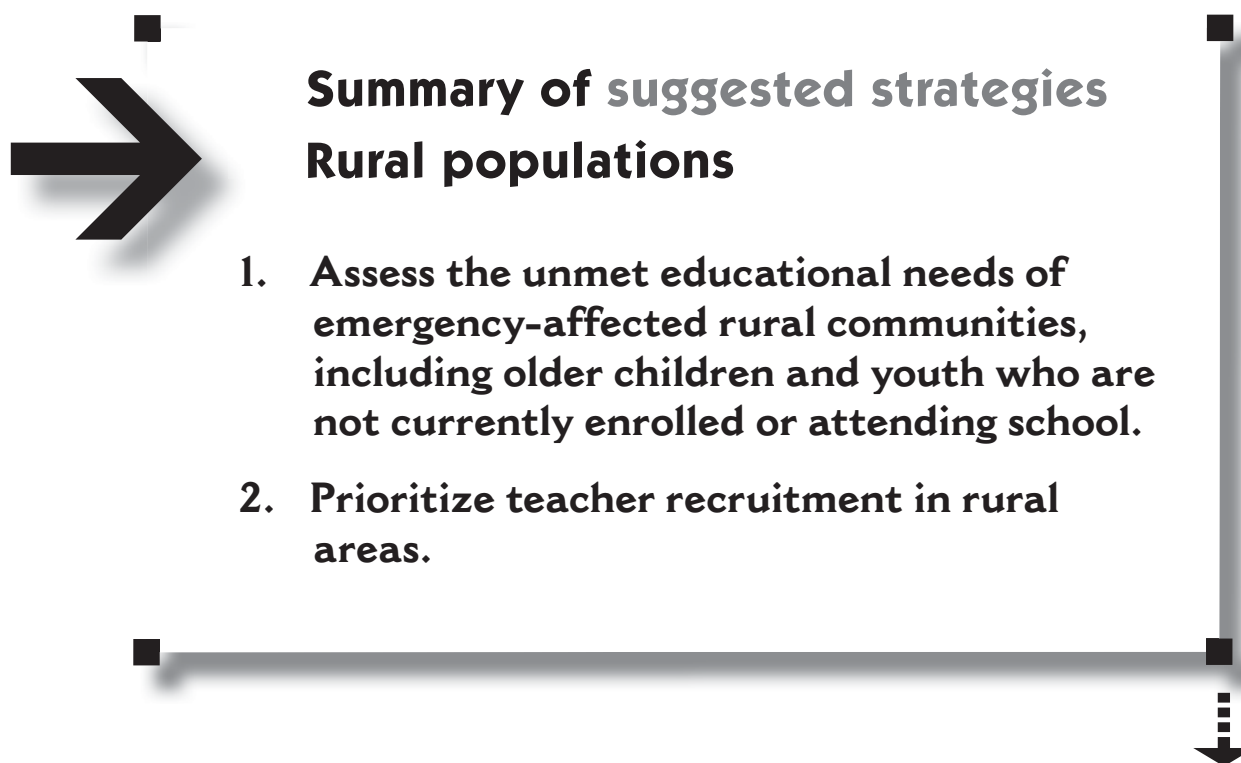 Summary of suggested strategies
Rural populations
1. Assess the unmet educational needs of
emergency-affected rural communities,
including older children and youth who are
not currently enrolled or attending school.
2. Prioritize teacher recruitment in rural
areas.